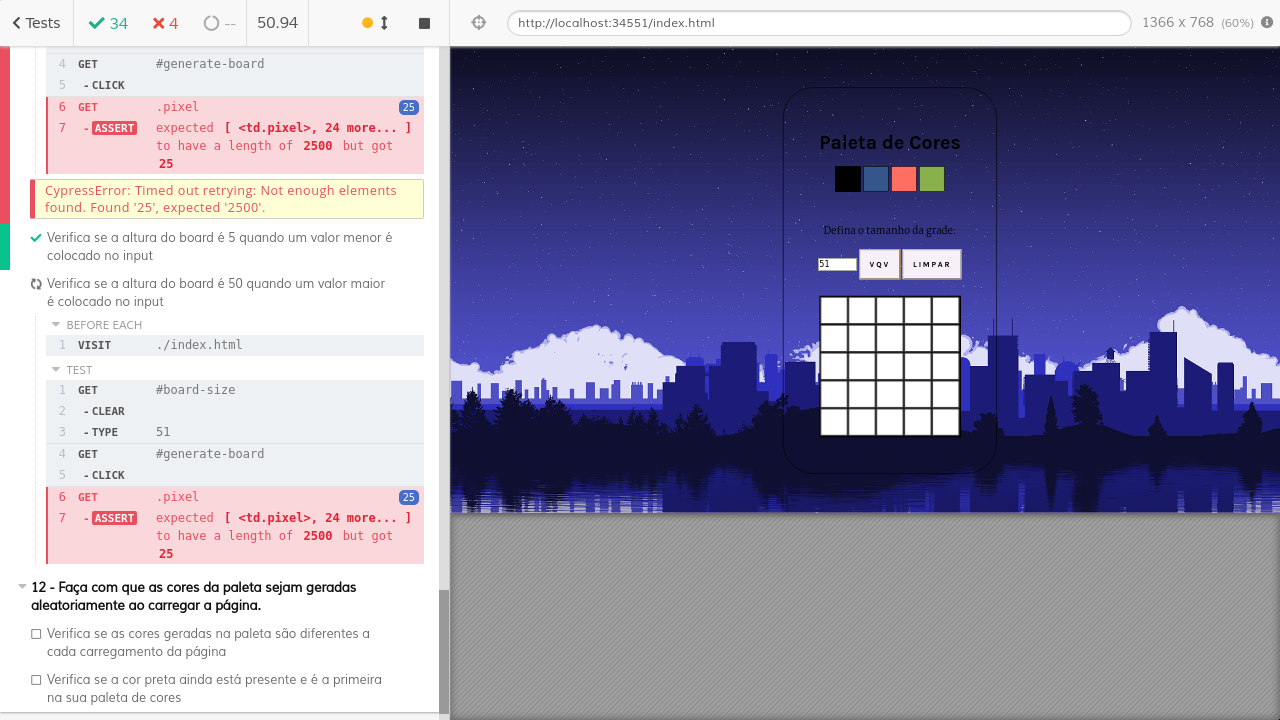 Tests 34 4 -- 50.94
http://localhost:34551/index.html 1366 x 768 (60%)
4 GET #generate-board
5 - CLICK
6 GET .pixel 25
7 - ASSERT expected [ <td.pixel>, 24 more... ]
to have a length of 2500 but got
25
CypressError: Timed out retrying: Not enough elements
found. Found '25', expected '2500'.
Verifica se a altura do board é 5 quando um valor menor é
colocado no input
Verifica se a altura do board é 50 quando um valor maior
é colocado no input
BEFORE EACH
1 VISIT ./index.html
TEST
1 GET #board-size
2 - CLEAR
3 - TYPE 51
4 GET #generate-board
5 - CLICK
6 GET .pixel 25
7 - ASSERT expected [ <td.pixel>, 24 more... ]
to have a length of 2500 but got
25
12 - Faça com que as cores da paleta sejam geradas
aleatoriamente ao carregar a página.
Verifica se as cores geradas na paleta são diferentes a
cada carregamento da página
Verifica se a cor preta ainda está presente e é a primeira
na sua paleta de cores
Paleta de Cores
Defina o tamanho da grade:
51 VQV LIMPAR